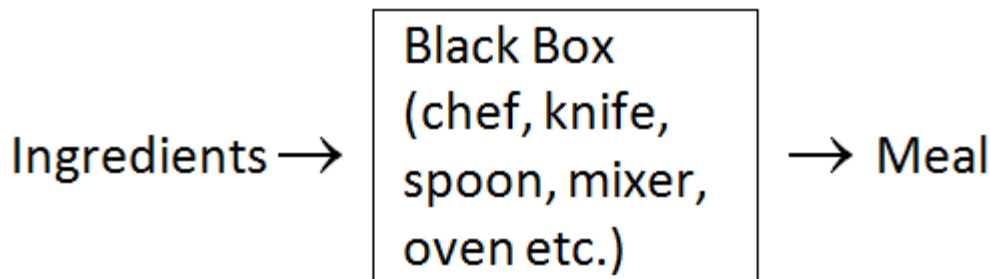 Ingredients → 
Black Box
(chef, knife,
spoon, mixer,
oven etc.)
→ Meal